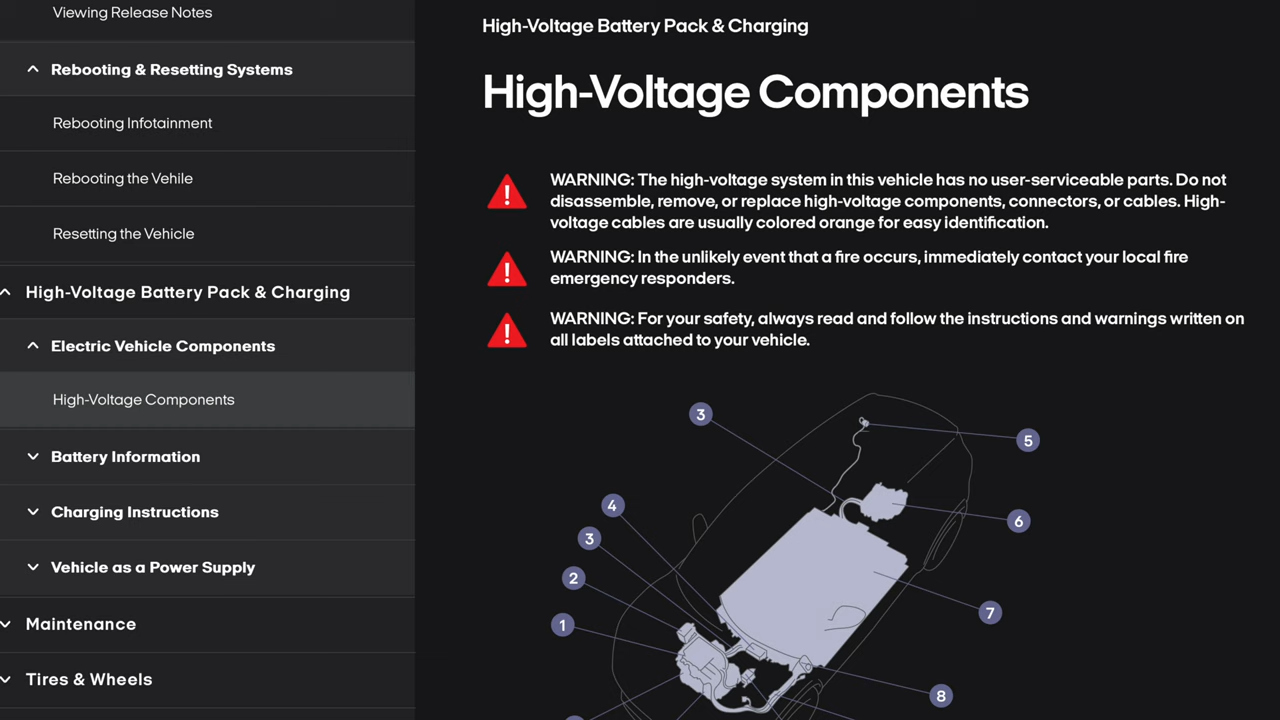 Viewing Release Notes
Rebooting & Resetting Systems
Rebooting Infotainment
Rebooting the Vehile
Resetting the Vehicle
High-Voltage Battery Pack & Charging
Electric Vehicle Components
High-Voltage Components
Battery Information
Charging Instructions
Vehicle as a Power Supply
Maintenance
Tires & Wheels
High-Voltage Battery Pack & Charging
High-Voltage Components
WARNING: The high-voltage system in this vehicle has no user-serviceable parts. Do not
disassemble, remove, or replace high-voltage components, connectors, or cables. High-
voltage cables are usually colored orange for easy identification.
WARNING: In the unlikely event that a fire occurs, immediately contact your local fire
emergency responders.
WARNING: For your safety, always read and follow the instructions and warnings written on
all labels attached to your vehicle.
3
5
4
6
3
2
7
1
8